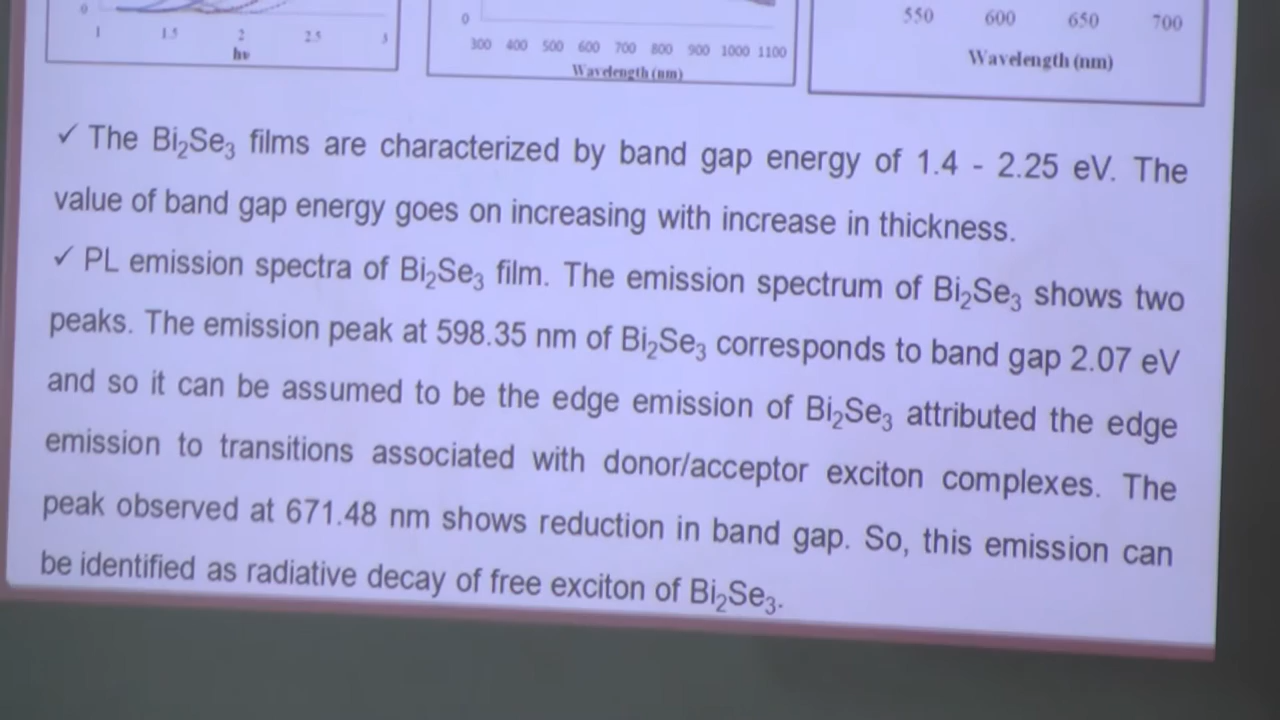 0
1 1.5 2 2.5 3
hν
0
300 400 500 600 700 800 900 1000 1100
Wavelength (nm)
550 600 650 700
Wavelength (nm)
✓ The Bi₂Se₃ films are characterized by band gap energy of 1.4 - 2.25 eV. The
value of band gap energy goes on increasing with increase in thickness.
✓ PL emission spectra of Bi₂Se₃ film. The emission spectrum of Bi₂Se₃ shows two
peaks. The emission peak at 598.35 nm of Bi₂Se₃ corresponds to band gap 2.07 eV
and so it can be assumed to be the edge emission of Bi₂Se₃ attributed the edge
emission to transitions associated with donor/acceptor exciton complexes. The
peak observed at 671.48 nm shows reduction in band gap. So, this emission can
be identified as radiative decay of free exciton of Bi₂Se₃.